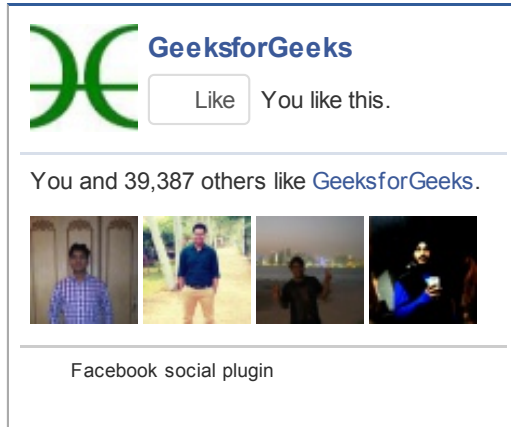 GeeksforGeeks
Like You like this.
You and 39,387 others like GeeksforGeeks.
Facebook social plugin